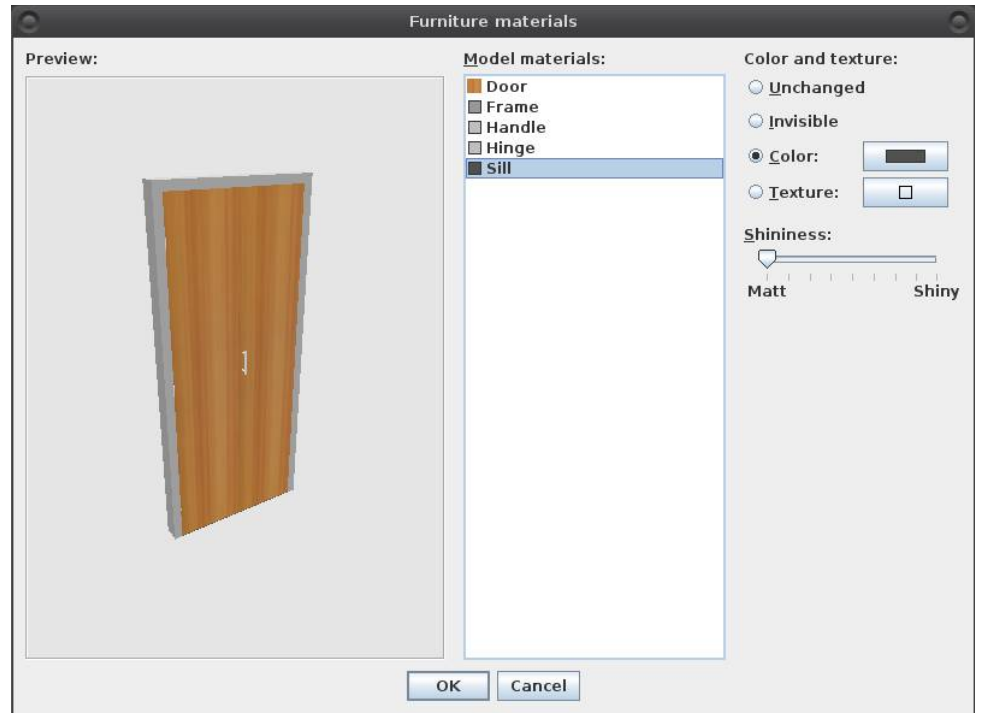 Furniture materials
Preview:
Model materials:
Door
Frame
Handle
Hinge
Sill
Color and texture:
Unchanged
Invisible
Color:
Texture:
Shininess:
Matt Shiny
OK Cancel